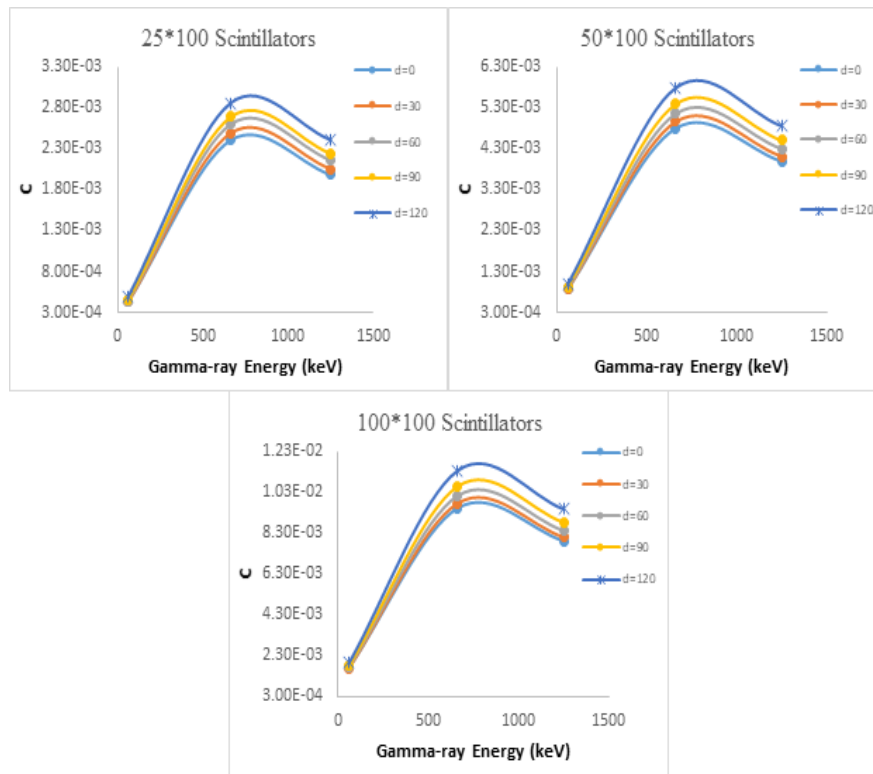 25*100 Scintillators
3.30E-03
2.80E-03
2.30E-03
1.80E-03
1.30E-03
8.00E-04
3.00E-04
C
0 500 1000 1500
Gamma-ray Energy (keV)
d=0
d=30
d=60
d=90
d=120
50*100 Scintillators
6.30E-03
5.30E-03
4.30E-03
3.30E-03
2.30E-03
1.30E-03
3.00E-04
C
0 500 1000 1500
Gamma-ray Energy (keV)
d=0
d=30
d=60
d=90
d=120
100*100 Scintillators
1.23E-02
1.03E-02
8.30E-03
6.30E-03
4.30E-03
2.30E-03
3.00E-04
C
0 500 1000 1500
Gamma-ray Energy (keV)
d=0
d=30
d=60
d=90
d=120